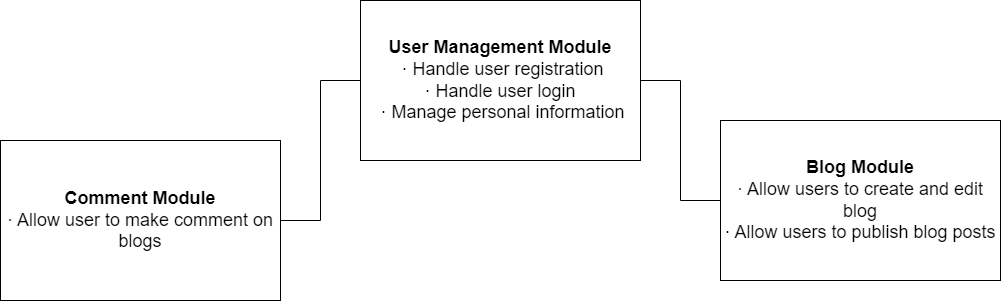 User Management Module
· Handle user registration
· Handle user login
· Manage personal information
Comment Module
· Allow user to make comment on
blogs
Blog Module
· Allow users to create and edit
blog
· Allow users to publish blog posts